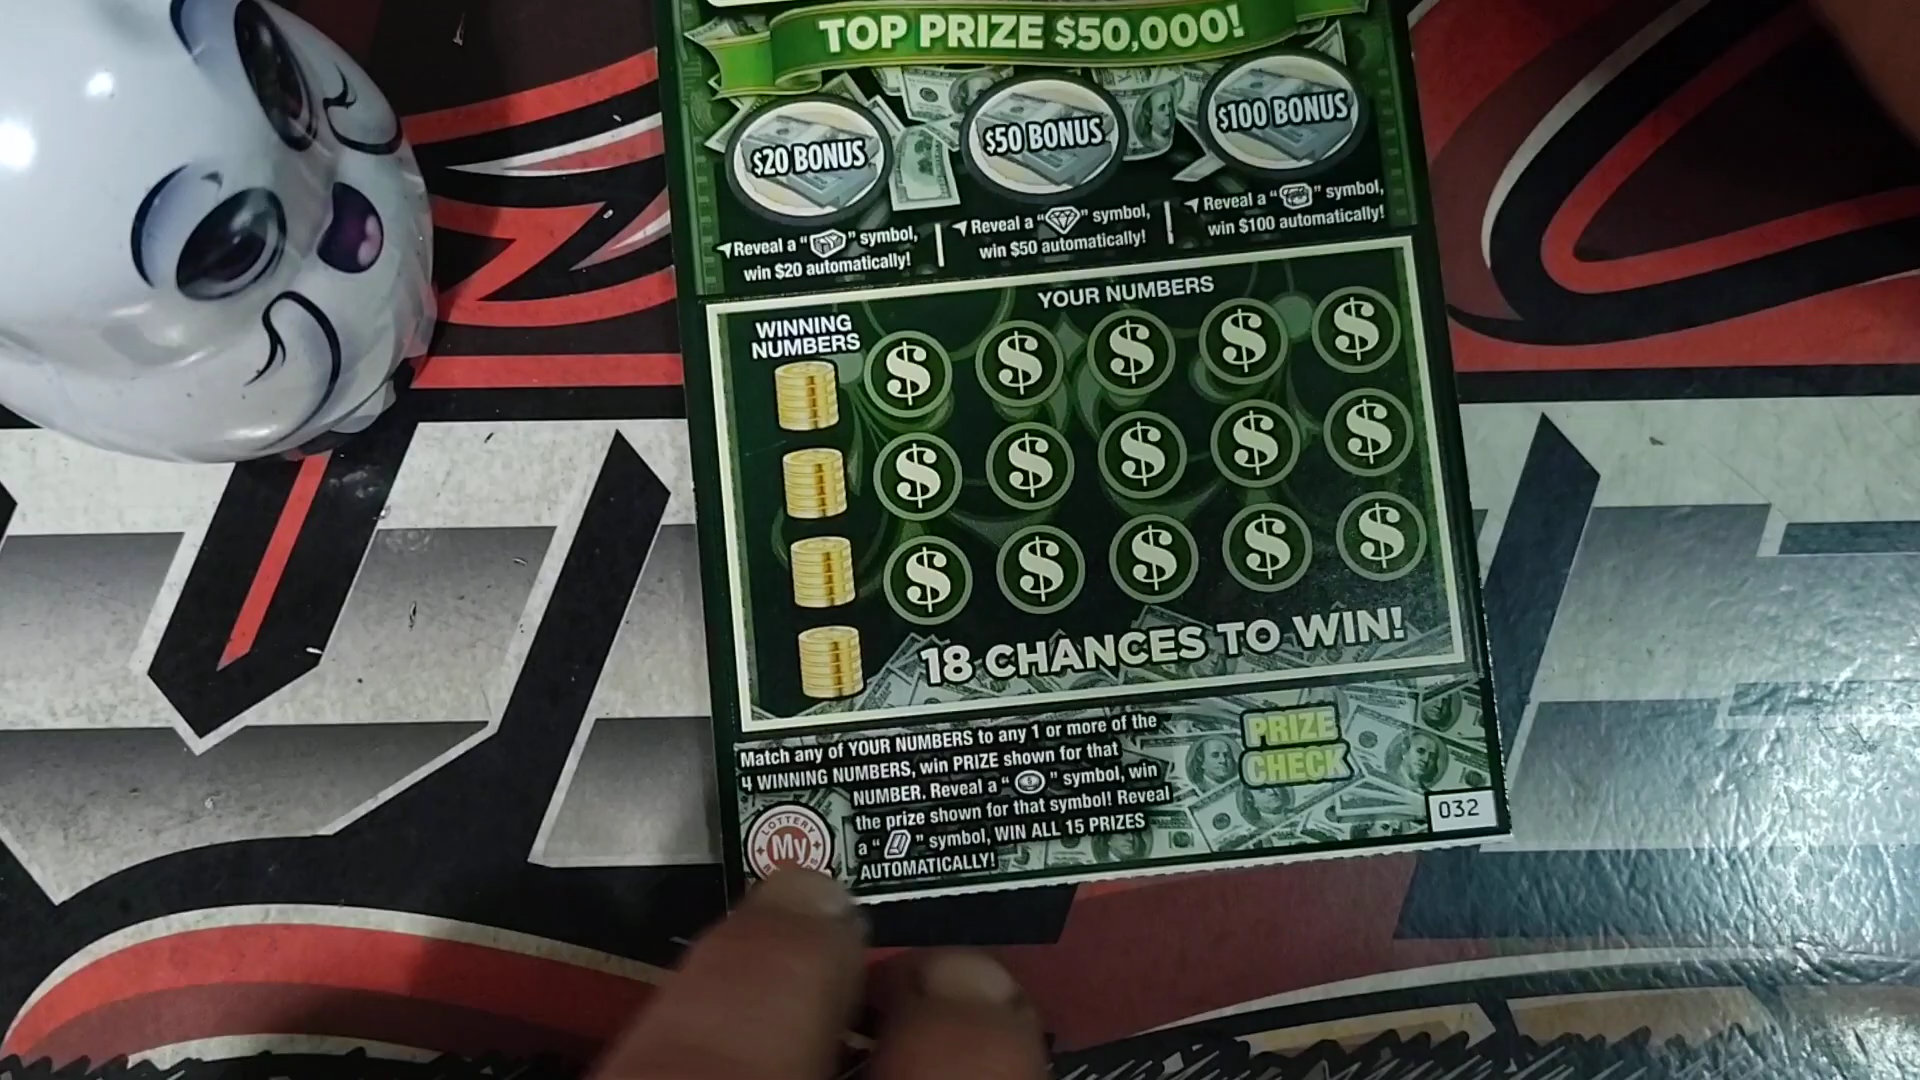 TOP PRIZE $50,000!
$20 BONUS
$50 BONUS
$100 BONUS
Reveal a " " symbol,
win $20 automatically!
Reveal a " " symbol,
win $50 automatically!
Reveal a " " symbol,
win $100 automatically!
YOUR NUMBERS
WINNING
NUMBERS
$ $ $ $ $
$ $ $ $ $
$ $ $ $ $
18 CHANCES TO WIN!
Match any of YOUR NUMBERS to any 1 or more of the
4 WINNING NUMBERS, win PRIZE shown for that
NUMBER. Reveal a " " symbol, win
the prize shown for that symbol! Reveal
a " " symbol, WIN ALL 15 PRIZES
AUTOMATICALLY!
PRIZE
CHECK
032
LOTTERY
My